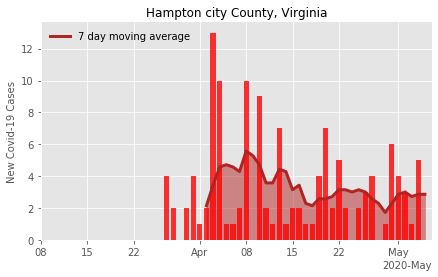 Hampton city County, Virginia
7 day moving average
New Covid-19 Cases
12
10
8
6
4
2
0
08 15 22 Apr 08 15 22 May
2020-May